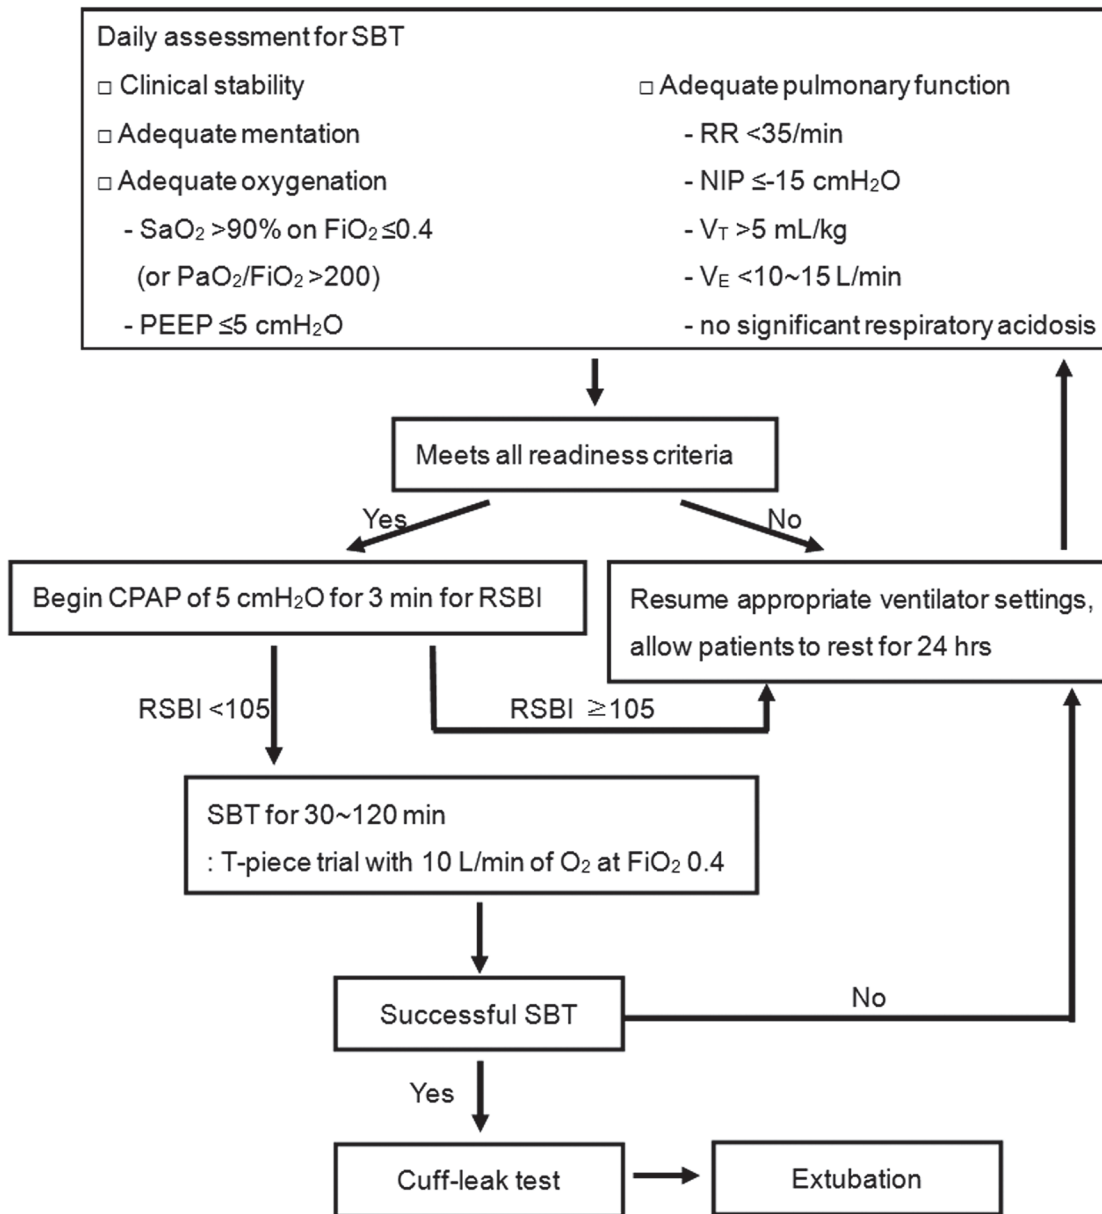 Daily assessment for SBT
□ Clinical stability
□ Adequate mentation
□ Adequate oxygenation
- SaO₂ >90% on FiO₂ ≤0.4
(or PaO₂/FiO₂ >200)
- PEEP ≤5 cmH₂O
□ Adequate pulmonary function
- RR <35/min
- NIP ≤-15 cmH₂O
- V_T >5 mL/kg
- V_E <10~15 L/min
- no significant respiratory acidosis
Meets all readiness criteria
Yes
No
Begin CPAP of 5 cmH₂O for 3 min for RSBI
Resume appropriate ventilator settings,
allow patients to rest for 24 hrs
RSBI <105
RSBI ≥105
SBT for 30~120 min
: T-piece trial with 10 L/min of O₂ at FiO₂ 0.4
Successful SBT
No
Yes
Cuff-leak test
Extubation